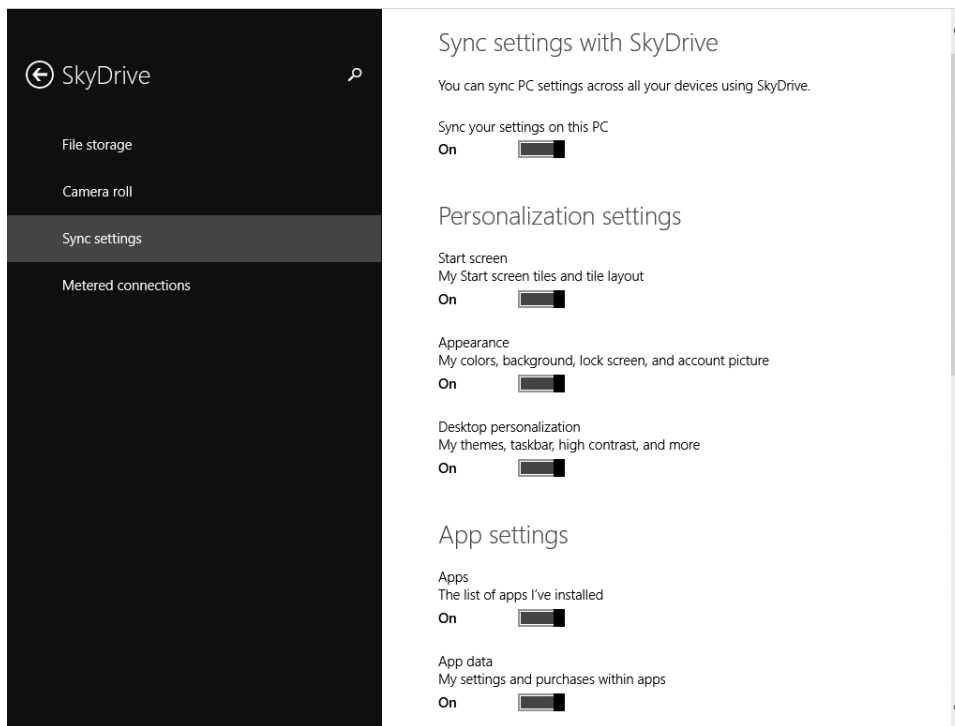 SkyDrive
File storage
Camera roll
Sync settings
Metered connections
Sync settings with SkyDrive
You can sync PC settings across all your devices using SkyDrive.
Sync your settings on this PC
On
Personalization settings
Start screen
My Start screen tiles and tile layout
On
Appearance
My colors, background, lock screen, and account picture
On
Desktop personalization
My themes, taskbar, high contrast, and more
On
App settings
Apps
The list of apps I've installed
On
App data
My settings and purchases within apps
On